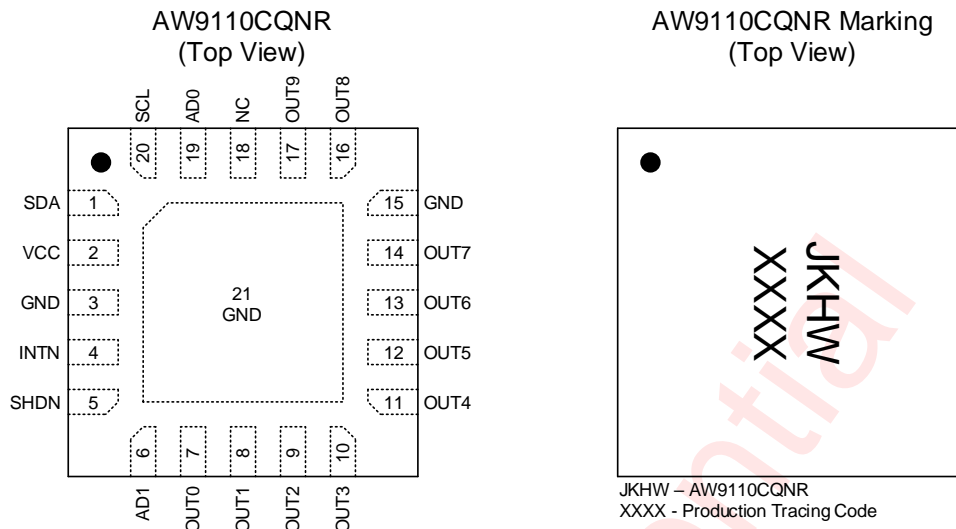 AW9110CQNR
(Top View)
SCL
AD0
NC
OUT9
OUT8
20
19
18
17
16
SDA 1
VCC 2
GND 3
INTN 4
SHDN 5
21
GND
15 GND
14 OUT7
13 OUT6
12 OUT5
11 OUT4
6
7
8
9
10
AD1
OUT0
OUT1
OUT2
OUT3
AW9110CQNR Marking
(Top View)
JKHW
XXXX
JKHW – AW9110CQNR
XXXX - Production Tracing Code